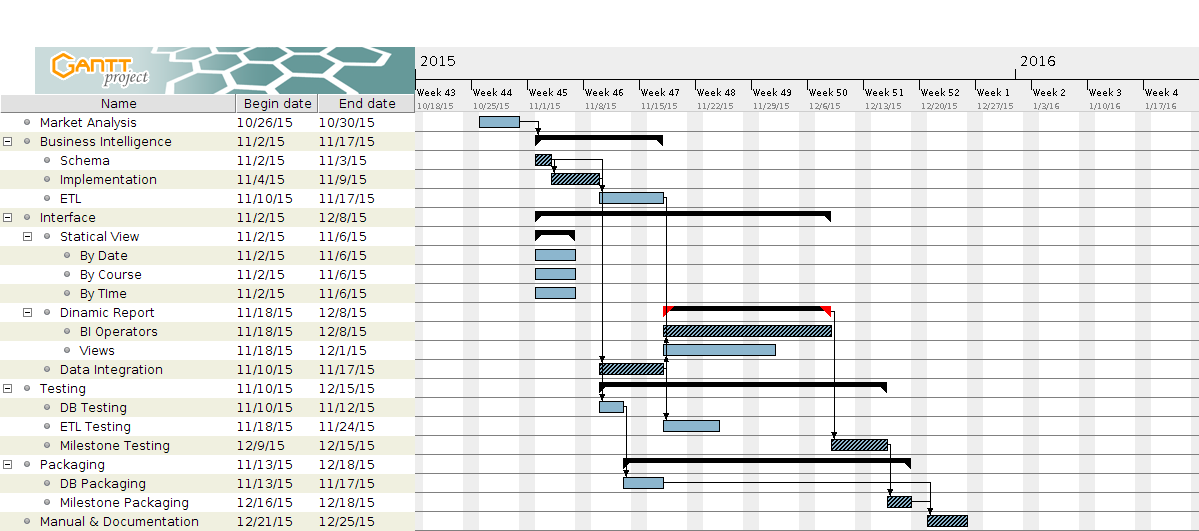 GANTT
project
2015 2016
Week 43 Week 44 Week 45 Week 46 Week 47 Week 48 Week 49 Week 50 Week 51 Week 52 Week 1 Week 2 Week 3 Week 4
Name Begin date End date 10/18/15 10/25/15 11/1/15 11/8/15 11/15/15 11/22/15 11/29/15 12/6/15 12/13/15 12/20/15 12/27/15 1/3/16 1/10/16 1/17/16
Market Analysis 10/26/15 10/30/15
Business Intelligence 11/2/15 11/17/15
Schema 11/2/15 11/3/15
Implementation 11/4/15 11/9/15
ETL 11/10/15 11/17/15
Interface 11/2/15 12/8/15
Statical View 11/2/15 11/6/15
By Date 11/2/15 11/6/15
By Course 11/2/15 11/6/15
By TIme 11/2/15 11/6/15
Dinamic Report 11/18/15 12/8/15
BI Operators 11/18/15 12/8/15
Views 11/18/15 12/1/15
Data Integration 11/10/15 11/17/15
Testing 11/10/15 12/15/15
DB Testing 11/10/15 11/12/15
ETL Testing 11/18/15 11/24/15
Milestone Testing 12/9/15 12/15/15
Packaging 11/13/15 12/18/15
DB Packaging 11/13/15 11/17/15
Milestone Packaging 12/16/15 12/18/15
Manual & Documentation 12/21/15 12/25/15